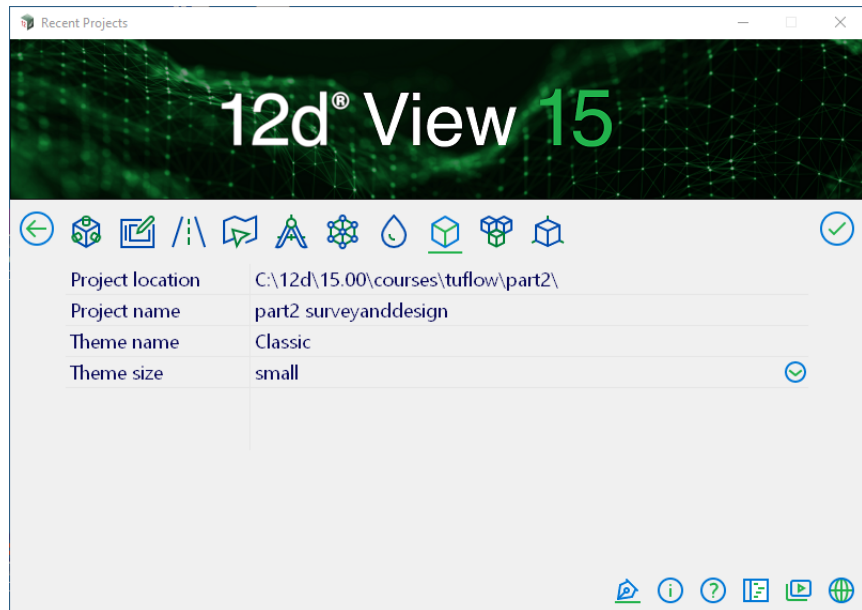 Recent Projects
12d® View 15
Project location C:\12d\15.00\courses\tuflow\part2\
Project name part2 surveyanddesign
Theme name Classic
Theme size small